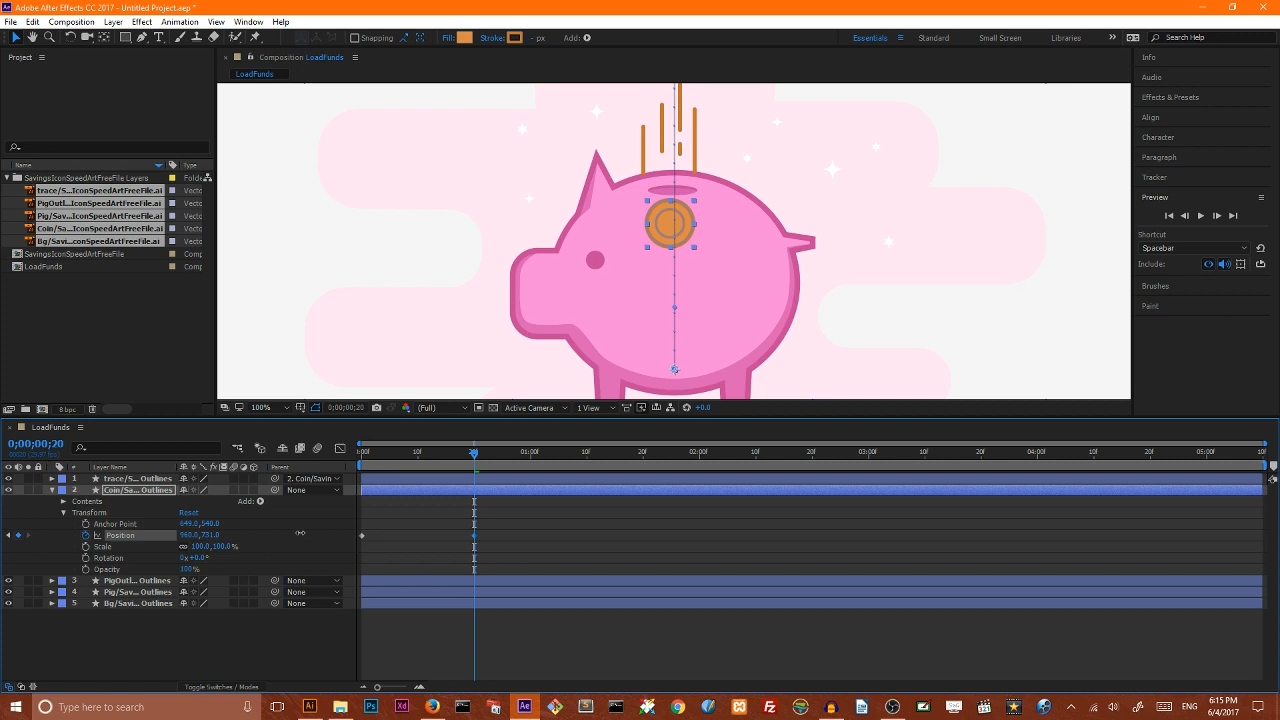 Adobe After Effects CC 2017 - Untitled Project.aep *
File Edit Composition Layer Effect Animation View Window Help
Snapping Fill: Stroke: - px Add: Essentials Standard Small Screen Libraries Search Help
Project
Composition LoadFunds
LoadFunds
Name Type
SavingsIconSpeedArtFreeFile Layers Folde
trace/S...IconSpeedArtFreeFile.ai Vecto
PigOutl...IconSpeedArtFreeFile.ai Vecto
Pig/Sav...IconSpeedArtFreeFile.ai Vecto
Coin/Sa...IconSpeedArtFreeFile.ai Vecto
Bg/Savi...conSpeedArtFreeFile.ai Vecto
SavingsIconSpeedArtFreeFile Compo
LoadFunds Compo
8 bpc
100% 0;00;00;20 (Full) Active Camera 1 View +0.0
Info
Audio
Effects & Presets
Align
Character
Paragraph
Tracker
Preview
Shortcut
Spacebar
Include:
Brushes
Paint
LoadFunds
0;00;00;20
00020 (29.97 fps)
:00f 10f 20f 01:00f 10f 20f 02:00f 10f 20f 03:00f 10f 20f 04:00f 10f 20f 05:00f 10f
# Layer Name Parent
1 trace/S... Outlines 2. Coin/Savin
2 Coin/Sa... Outlines None
Contents Add:
Transform Reset
Anchor Point 649.0,540.0
Position 960.0,731.0
Scale 100.0,100.0%
Rotation 0x+0.0°
Opacity 100%
3 PigOutl... Outlines None
4 Pig/Sav... Outlines None
5 Bg/Savi... Outlines None
Toggle Switches / Modes
Type here to search
ENG
6:15 PM
6/4/2017